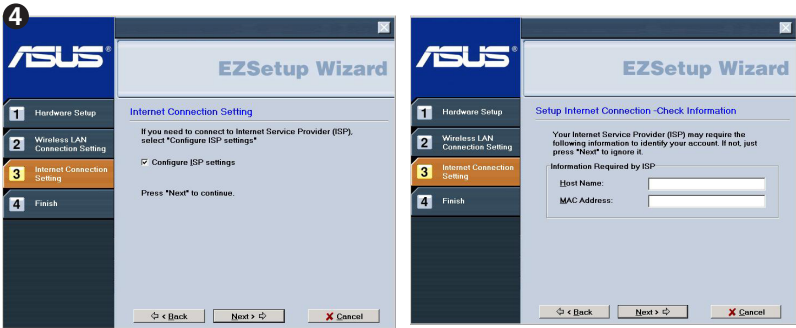 4
ASUS®
EZSetup Wizard
1 Hardware Setup
2 Wireless LAN
Connection Setting
3 Internet Connection
Setting
4 Finish
Internet Connection Setting
If you need to connect to Internet Service Provider (ISP),
select "Configure ISP settings"
Configure ISP settings
Press "Next" to continue.
< Back
Next >
Cancel
ASUS®
EZSetup Wizard
1 Hardware Setup
2 Wireless LAN
Connection Setting
3 Internet Connection
Setting
4 Finish
Setup Internet Connection -Check Information
Your Internet Service Provider (ISP) may require the
following information to identify your account. If not, just
press "Next" to ignore it.
Information Required by ISP
Host Name:
MAC Address:
< Back
Next >
Cancel